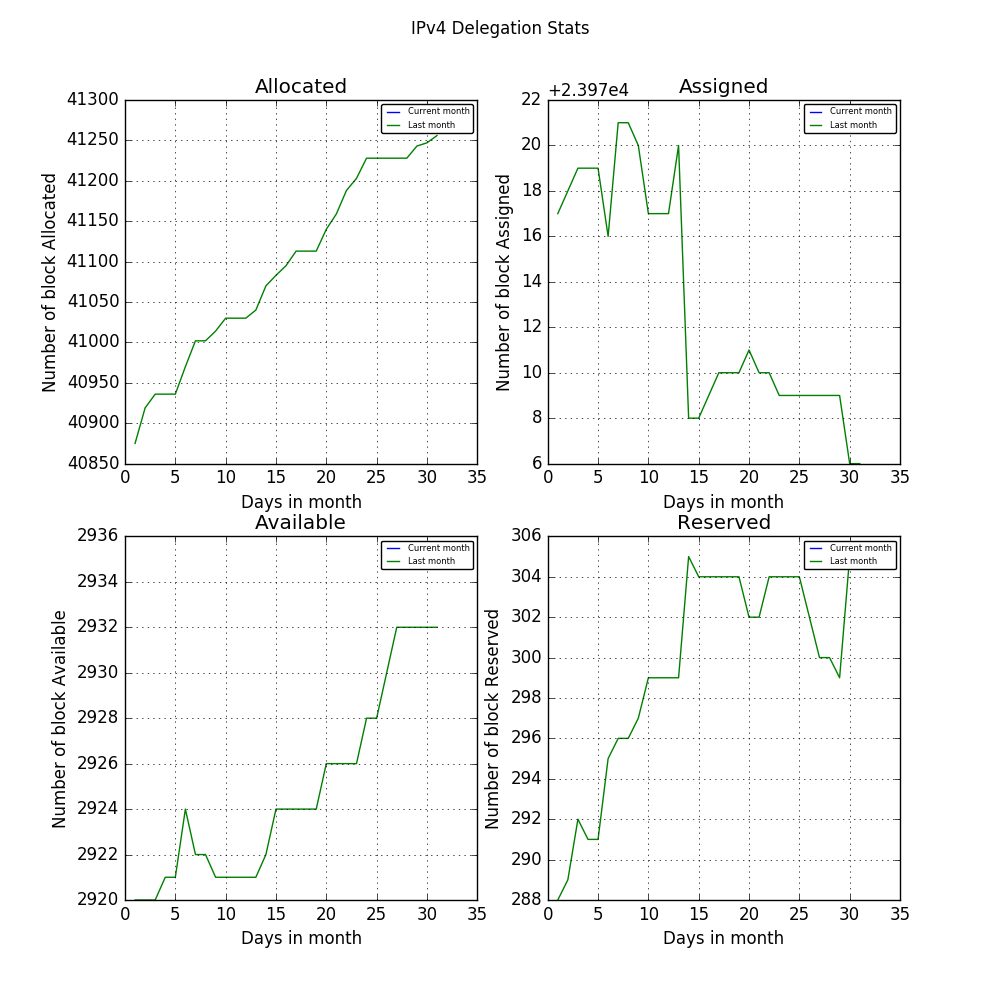 IPv4 Delegation Stats
Allocated
41300
41250
41200
41150
41100
41050
41000
40950
40900
40850
Number of block Allocated
Current month
Last month
0 5 10 15 20 25 30 35
Days in month
+2.397e4
Assigned
22
20
18
16
14
12
10
8
6
Number of block Assigned
Current month
Last month
0 5 10 15 20 25 30 35
Days in month
Available
2936
2934
2932
2930
2928
2926
2924
2922
2920
Number of block Available
Current month
Last month
0 5 10 15 20 25 30 35
Days in month
Reserved
306
304
302
300
298
296
294
292
290
288
Number of block Reserved
Current month
Last month
0 5 10 15 20 25 30 35
Days in month